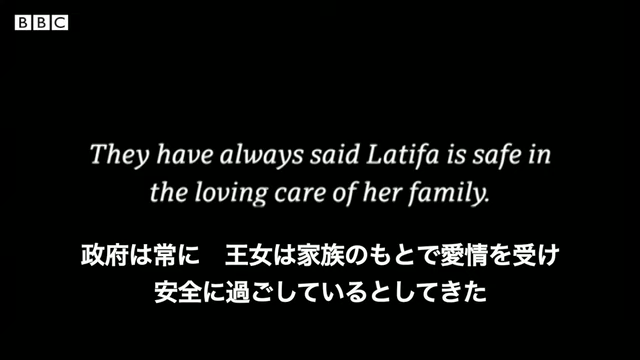 BBC
They have always said Latifa is safe in
the loving care of her family.
政府は常に　王女は家族のもとで愛情を受け
安全に過ごしているとしてきた